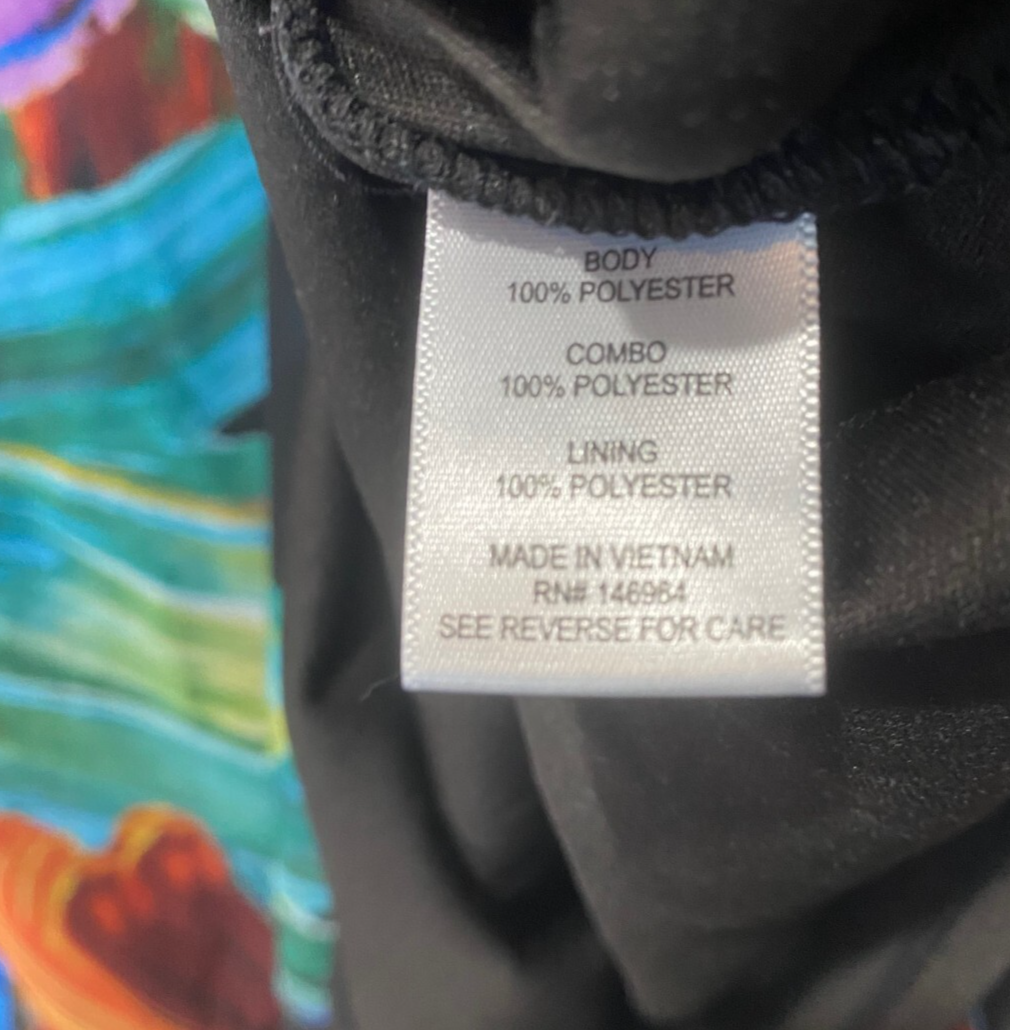 BODY
100% POLYESTER
COMBO
100% POLYESTER
LINING
100% POLYESTER
MADE IN VIETNAM
RN# 146964
SEE REVERSE FOR CARE